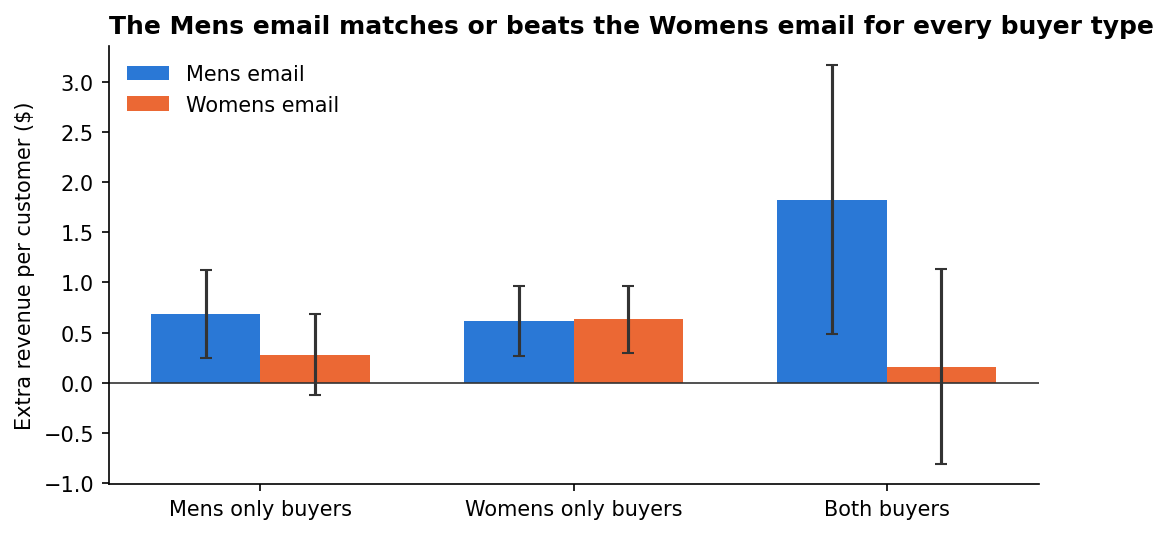 The Mens email matches or beats the Womens email for every buyer type
Mens email
Womens email
Extra revenue per customer ($)
3.0
2.5
2.0
1.5
1.0
0.5
0.0
−0.5
−1.0
Mens only buyers
Womens only buyers
Both buyers